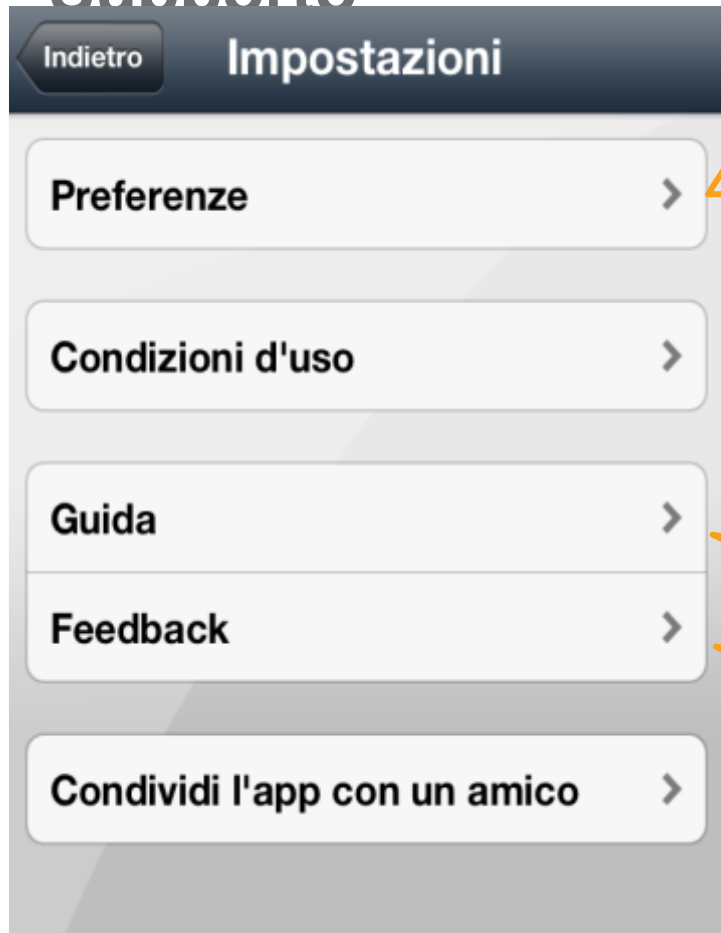 Indietro
Impostazioni
Preferenze
Condizioni d'uso
Guida
Feedback
Condividi l'app con un amico